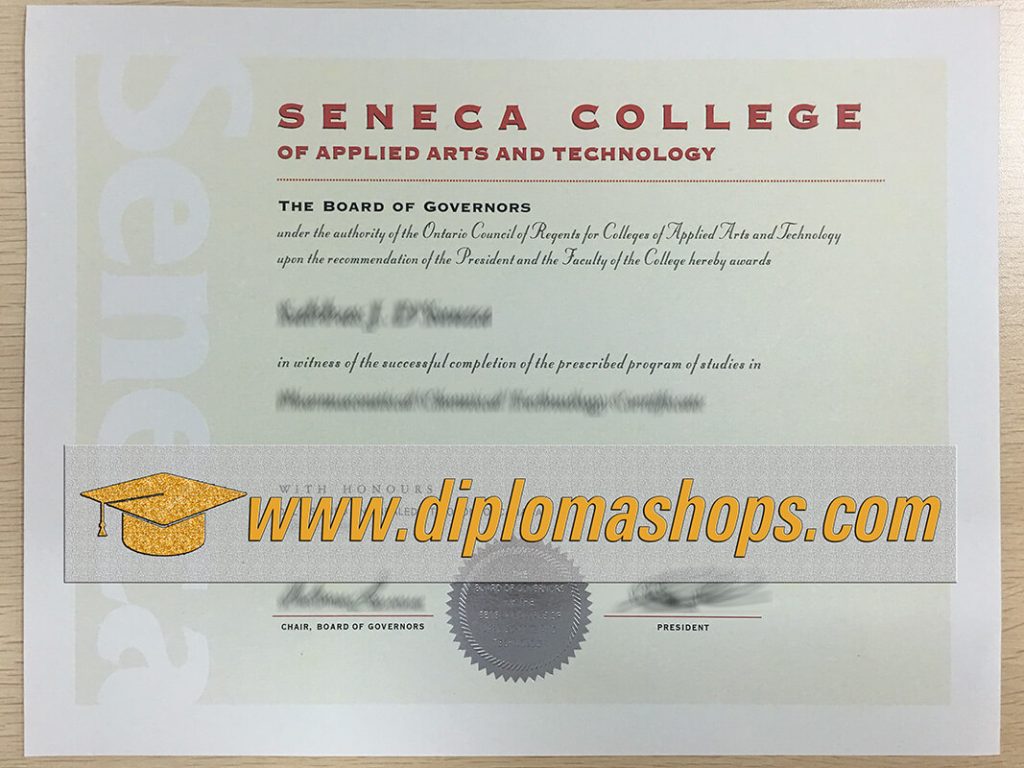 Seneca
SENECA COLLEGE
OF APPLIED ARTS AND TECHNOLOGY
THE BOARD OF GOVERNORS
under the authority of the Ontario Council of Regents for Colleges of Applied Arts and Technology
upon the recommendation of the President and the Faculty of the College hereby awards
in witness of the successful completion of the prescribed program of studies in
WITH HONOURS
www.diplomashops.com
BOARD OF GOVERNORS
CHAIR, BOARD OF GOVERNORS
PRESIDENT